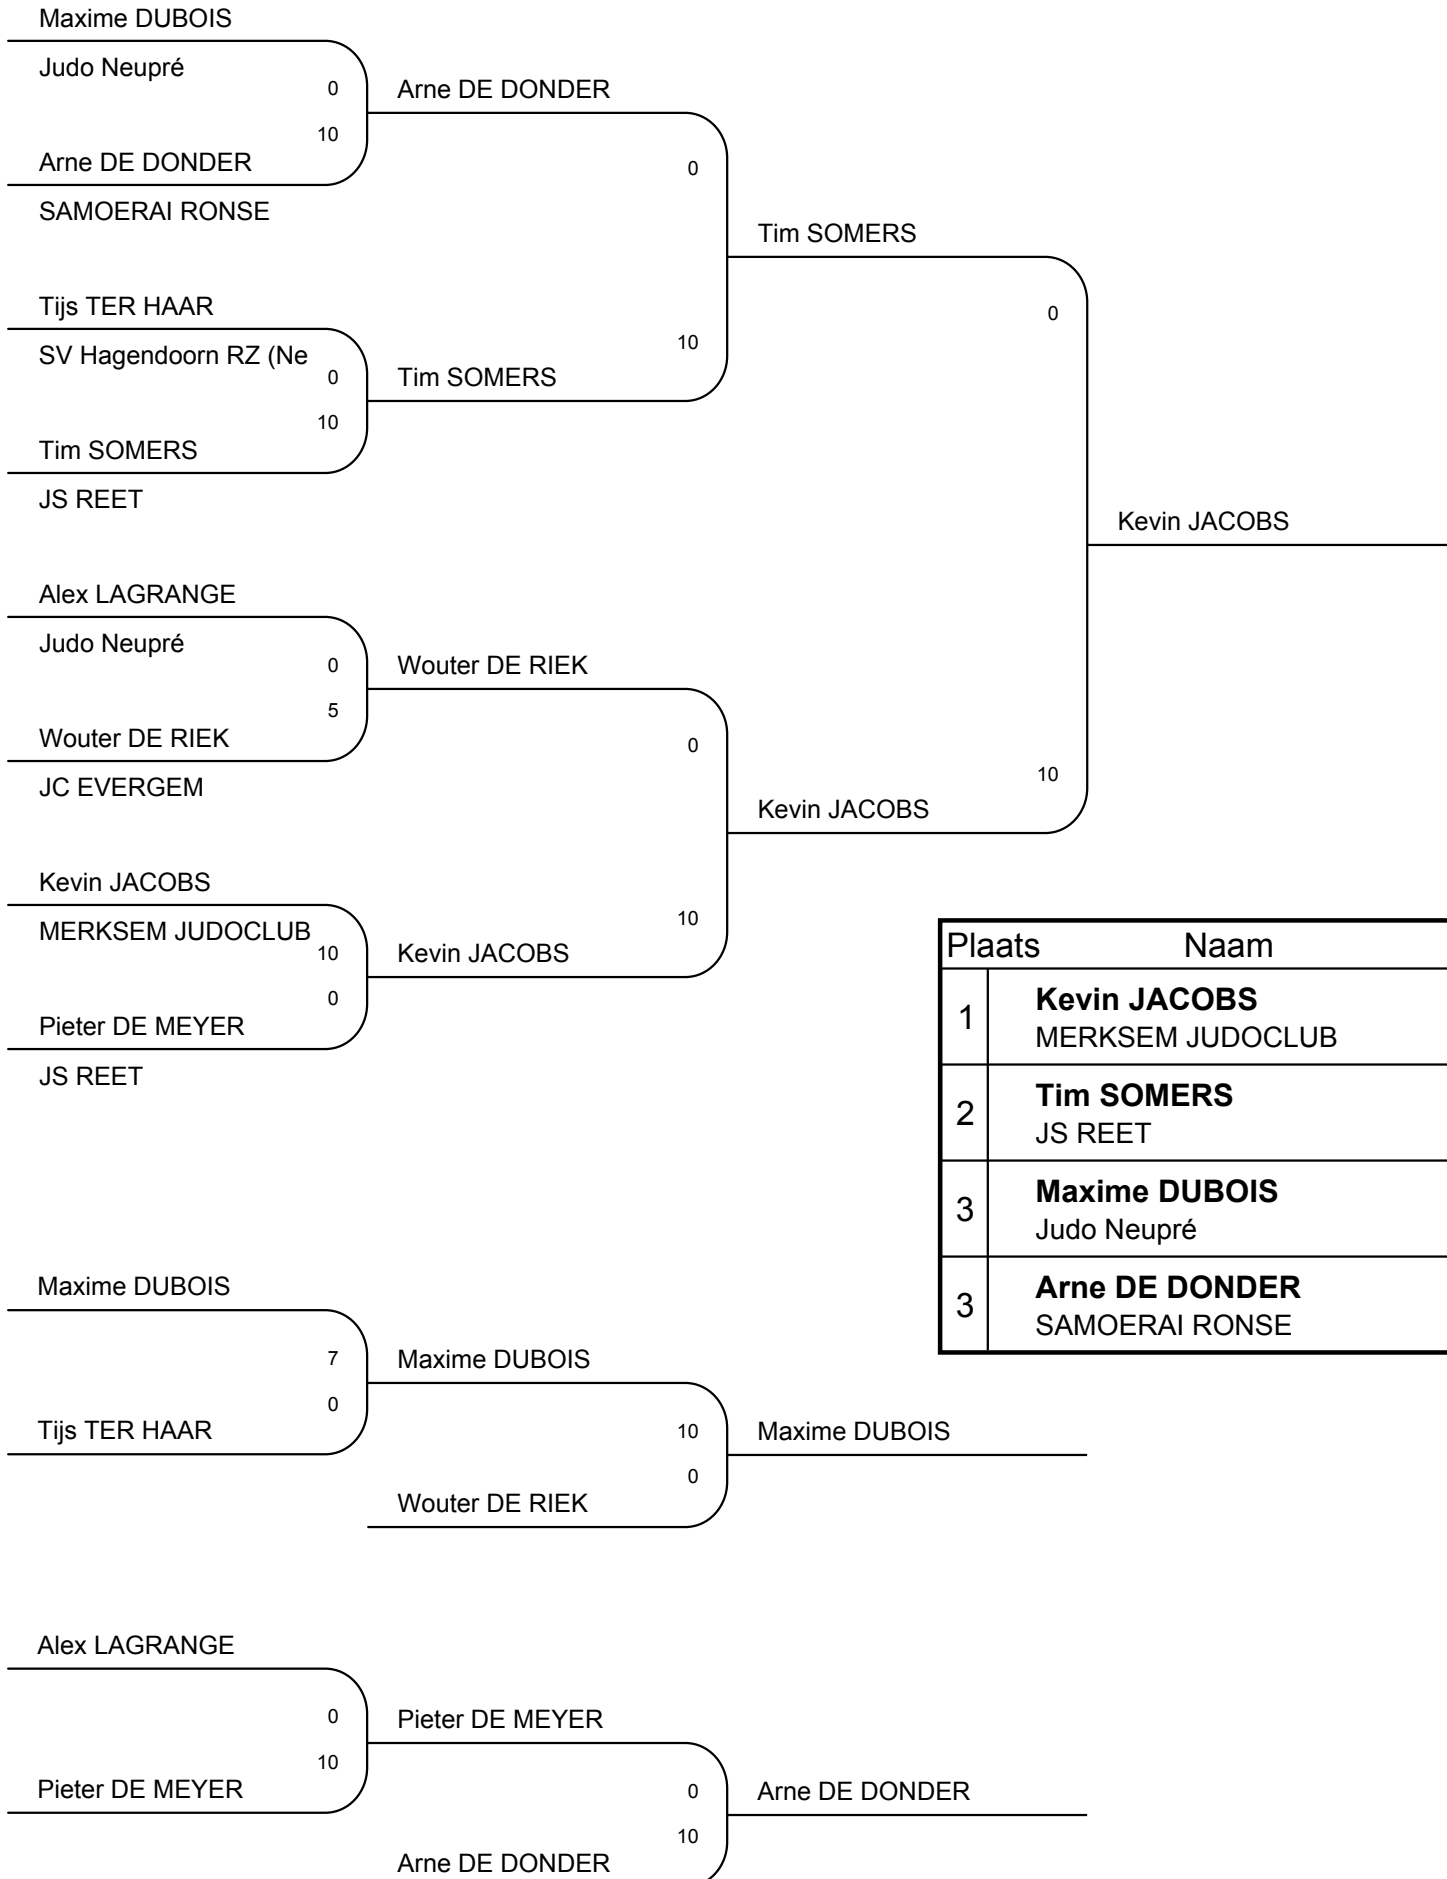 Maxime DUBOIS
Judo Neupré
0
10
Arne DE DONDER
SAMOERAI RONSE
Tijs TER HAAR
SV Hagendoorn RZ (Ne
0
10
Tim SOMERS
JS REET
Alex LAGRANGE
Judo Neupré
0
5
Wouter DE RIEK
JC EVERGEM
Kevin JACOBS
MERKSEM JUDOCLUB
10
0
Pieter DE MEYER
JS REET
Arne DE DONDER
0
10
Tim SOMERS
Wouter DE RIEK
0
10
Kevin JACOBS
Tim SOMERS
0
10
Kevin JACOBS
Kevin JACOBS
Plaats Naam
1 Kevin JACOBS
MERKSEM JUDOCLUB
2 Tim SOMERS
JS REET
3 Maxime DUBOIS
Judo Neupré
3 Arne DE DONDER
SAMOERAI RONSE
Maxime DUBOIS
7
0
Tijs TER HAAR
Maxime DUBOIS
10
0
Wouter DE RIEK
Maxime DUBOIS
Alex LAGRANGE
0
10
Pieter DE MEYER
Pieter DE MEYER
0
10
Arne DE DONDER
Arne DE DONDER